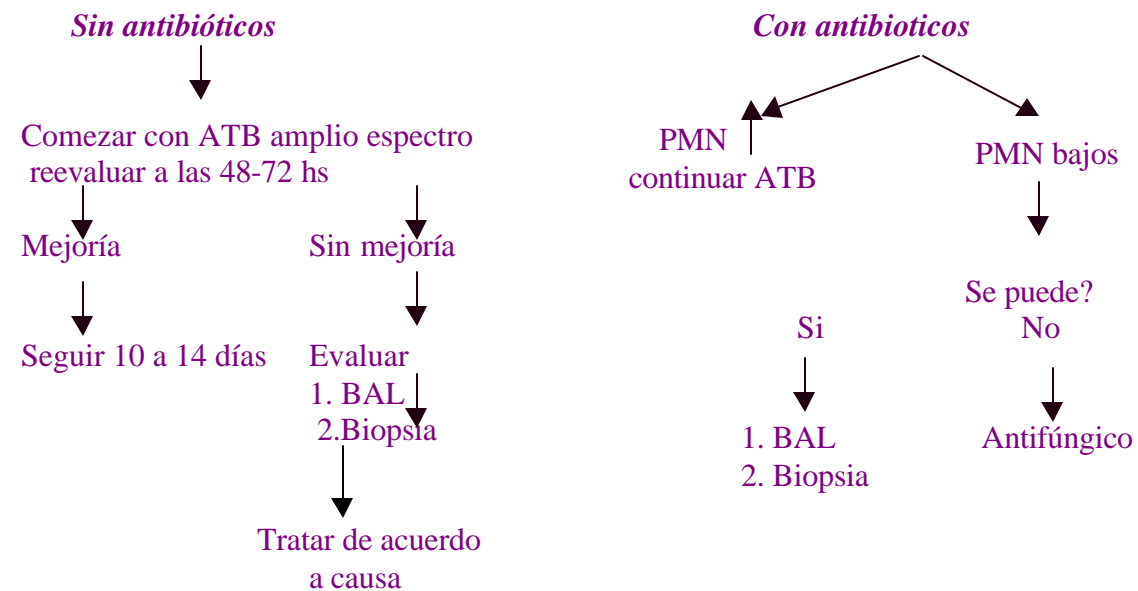 Sin antibióticos
Comezar con ATB amplio espectro
reevaluar a las 48-72 hs
Mejoría
Sin mejoría
Seguir 10 a 14 días
Evaluar
1. BAL
2.Biopsia
Tratar de acuerdo
a causa
Con antibioticos
PMN
continuar ATB
PMN bajos
Se puede?
Si
No
1. BAL
2. Biopsia
Antifúngico